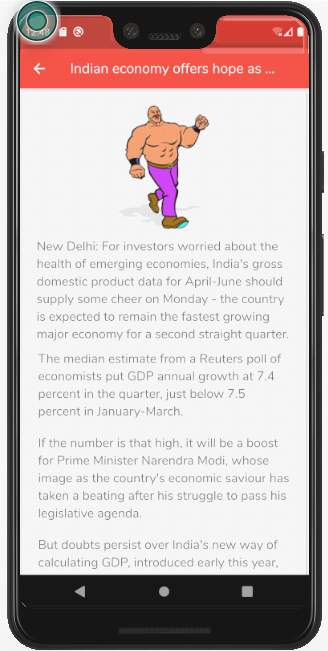 12:48
Indian economy offers hope as ...
New Delhi: For investors worried about the
health of emerging economies, India's gross
domestic product data for April-June should
supply some cheer on Monday - the country
is expected to remain the fastest growing
major economy for a second straight quarter.
The median estimate from a Reuters poll of
economists put GDP annual growth at 7.4
percent in the quarter, just below 7.5
percent in January-March.
If the number is that high, it will be a boost
for Prime Minister Narendra Modi, whose
image as the country's economic saviour has
taken a beating after his struggle to pass his
legislative agenda.
But doubts persist over India's new way of
calculating GDP, introduced early this year,